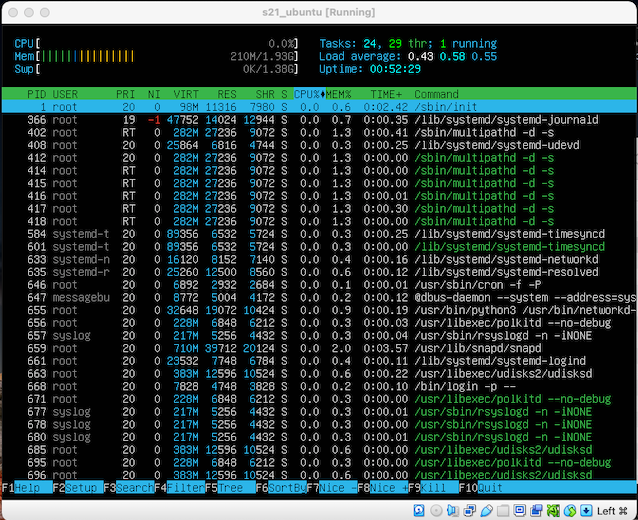 s21_ubuntu [Running]
CPU[ 0.0%] Tasks: 24, 29 thr; 1 running
Mem[||||||||||||||||||| 210M/1.93G] Load average: 0.43 0.58 0.55
Swp[ 0K/1.38G] Uptime: 00:52:29
PID USER PRI NI VIRT RES SHR S CPU%♦MEM% TIME+ Command
1 root 20 0 98M 11316 7980 S 0.0 0.6 0:02.42 /sbin/init
366 root 19 -1 47752 14024 12944 S 0.0 0.7 0:00.35 /lib/systemd/systemd-journald
402 root RT 0 282M 27236 9072 S 0.0 1.3 0:00.41 /sbin/multipathd -d -s
408 root 20 0 25864 6816 4744 S 0.0 0.3 0:00.25 /lib/systemd/systemd-udevd
412 root 20 0 282M 27236 9072 S 0.0 1.3 0:00.00 /sbin/multipathd -d -s
414 root RT 0 282M 27236 9072 S 0.0 1.3 0:00.00 /sbin/multipathd -d -s
415 root RT 0 282M 27236 9072 S 0.0 1.3 0:00.00 /sbin/multipathd -d -s
416 root RT 0 282M 27236 9072 S 0.0 1.3 0:00.01 /sbin/multipathd -d -s
417 root RT 0 282M 27236 9072 S 0.0 1.3 0:00.30 /sbin/multipathd -d -s
418 root RT 0 282M 27236 9072 S 0.0 1.3 0:00.00 /sbin/multipathd -d -s
584 systemd-t 20 0 89356 6532 5724 S 0.0 0.3 0:00.25 /lib/systemd/systemd-timesyncd
601 systemd-t 20 0 89356 6532 5724 S 0.0 0.3 0:00.00 /lib/systemd/systemd-timesyncd
633 systemd-n 20 0 16120 8152 7140 S 0.0 0.4 0:00.16 /lib/systemd/systemd-networkd
635 systemd-r 20 0 25260 12500 8560 S 0.0 0.6 0:00.12 /lib/systemd/systemd-resolved
646 root 20 0 6892 2932 2684 S 0.0 0.1 0:00.01 /usr/sbin/cron -f -P
647 messagebu 20 0 8772 5004 4172 S 0.0 0.2 0:00.12 @dbus-daemon --system --address=sys
655 root 20 0 32648 19072 10424 S 0.0 0.9 0:00.19 /usr/bin/python3 /usr/bin/networkd-
656 root 20 0 228M 6848 6212 S 0.0 0.3 0:00.03 /usr/libexec/polkitd --no-debug
657 syslog 20 0 217M 5256 4432 S 0.0 0.3 0:00.04 /usr/sbin/rsyslogd -n -iNONE
659 root 20 0 710M 39712 20124 S 0.0 2.0 0:03.57 /usr/lib/snapd/snapd
661 root 20 0 23532 7748 6784 S 0.0 0.4 0:00.11 /lib/systemd/systemd-logind
662 root 20 0 383M 12596 10524 S 0.0 0.6 0:00.22 /usr/libexec/udisks2/udisksd
668 root 20 0 7828 4748 3828 S 0.0 0.2 0:00.10 /bin/login -p --
671 root 20 0 228M 6848 6212 S 0.0 0.3 0:00.00 /usr/libexec/polkitd --no-debug
677 syslog 20 0 217M 5256 4432 S 0.0 0.3 0:00.01 /usr/sbin/rsyslogd -n -iNONE
678 syslog 20 0 217M 5256 4432 S 0.0 0.3 0:00.00 /usr/sbin/rsyslogd -n -iNONE
680 syslog 20 0 217M 5256 4432 S 0.0 0.3 0:00.01 /usr/sbin/rsyslogd -n -iNONE
685 root 20 0 383M 12596 10524 S 0.0 0.6 0:00.00 /usr/libexec/udisks2/udisksd
695 root 20 0 228M 6848 6212 S 0.0 0.3 0:00.00 /usr/libexec/polkitd --no-debug
696 root 20 0 383M 12596 10524 S 0.0 0.6 0:00.00 /usr/libexec/udisks2/udisksd
F1Help F2Setup F3SearchF4FilterF5Tree F6SortByF7Nice -F8Nice +F9Kill F10Quit
Left ⌘